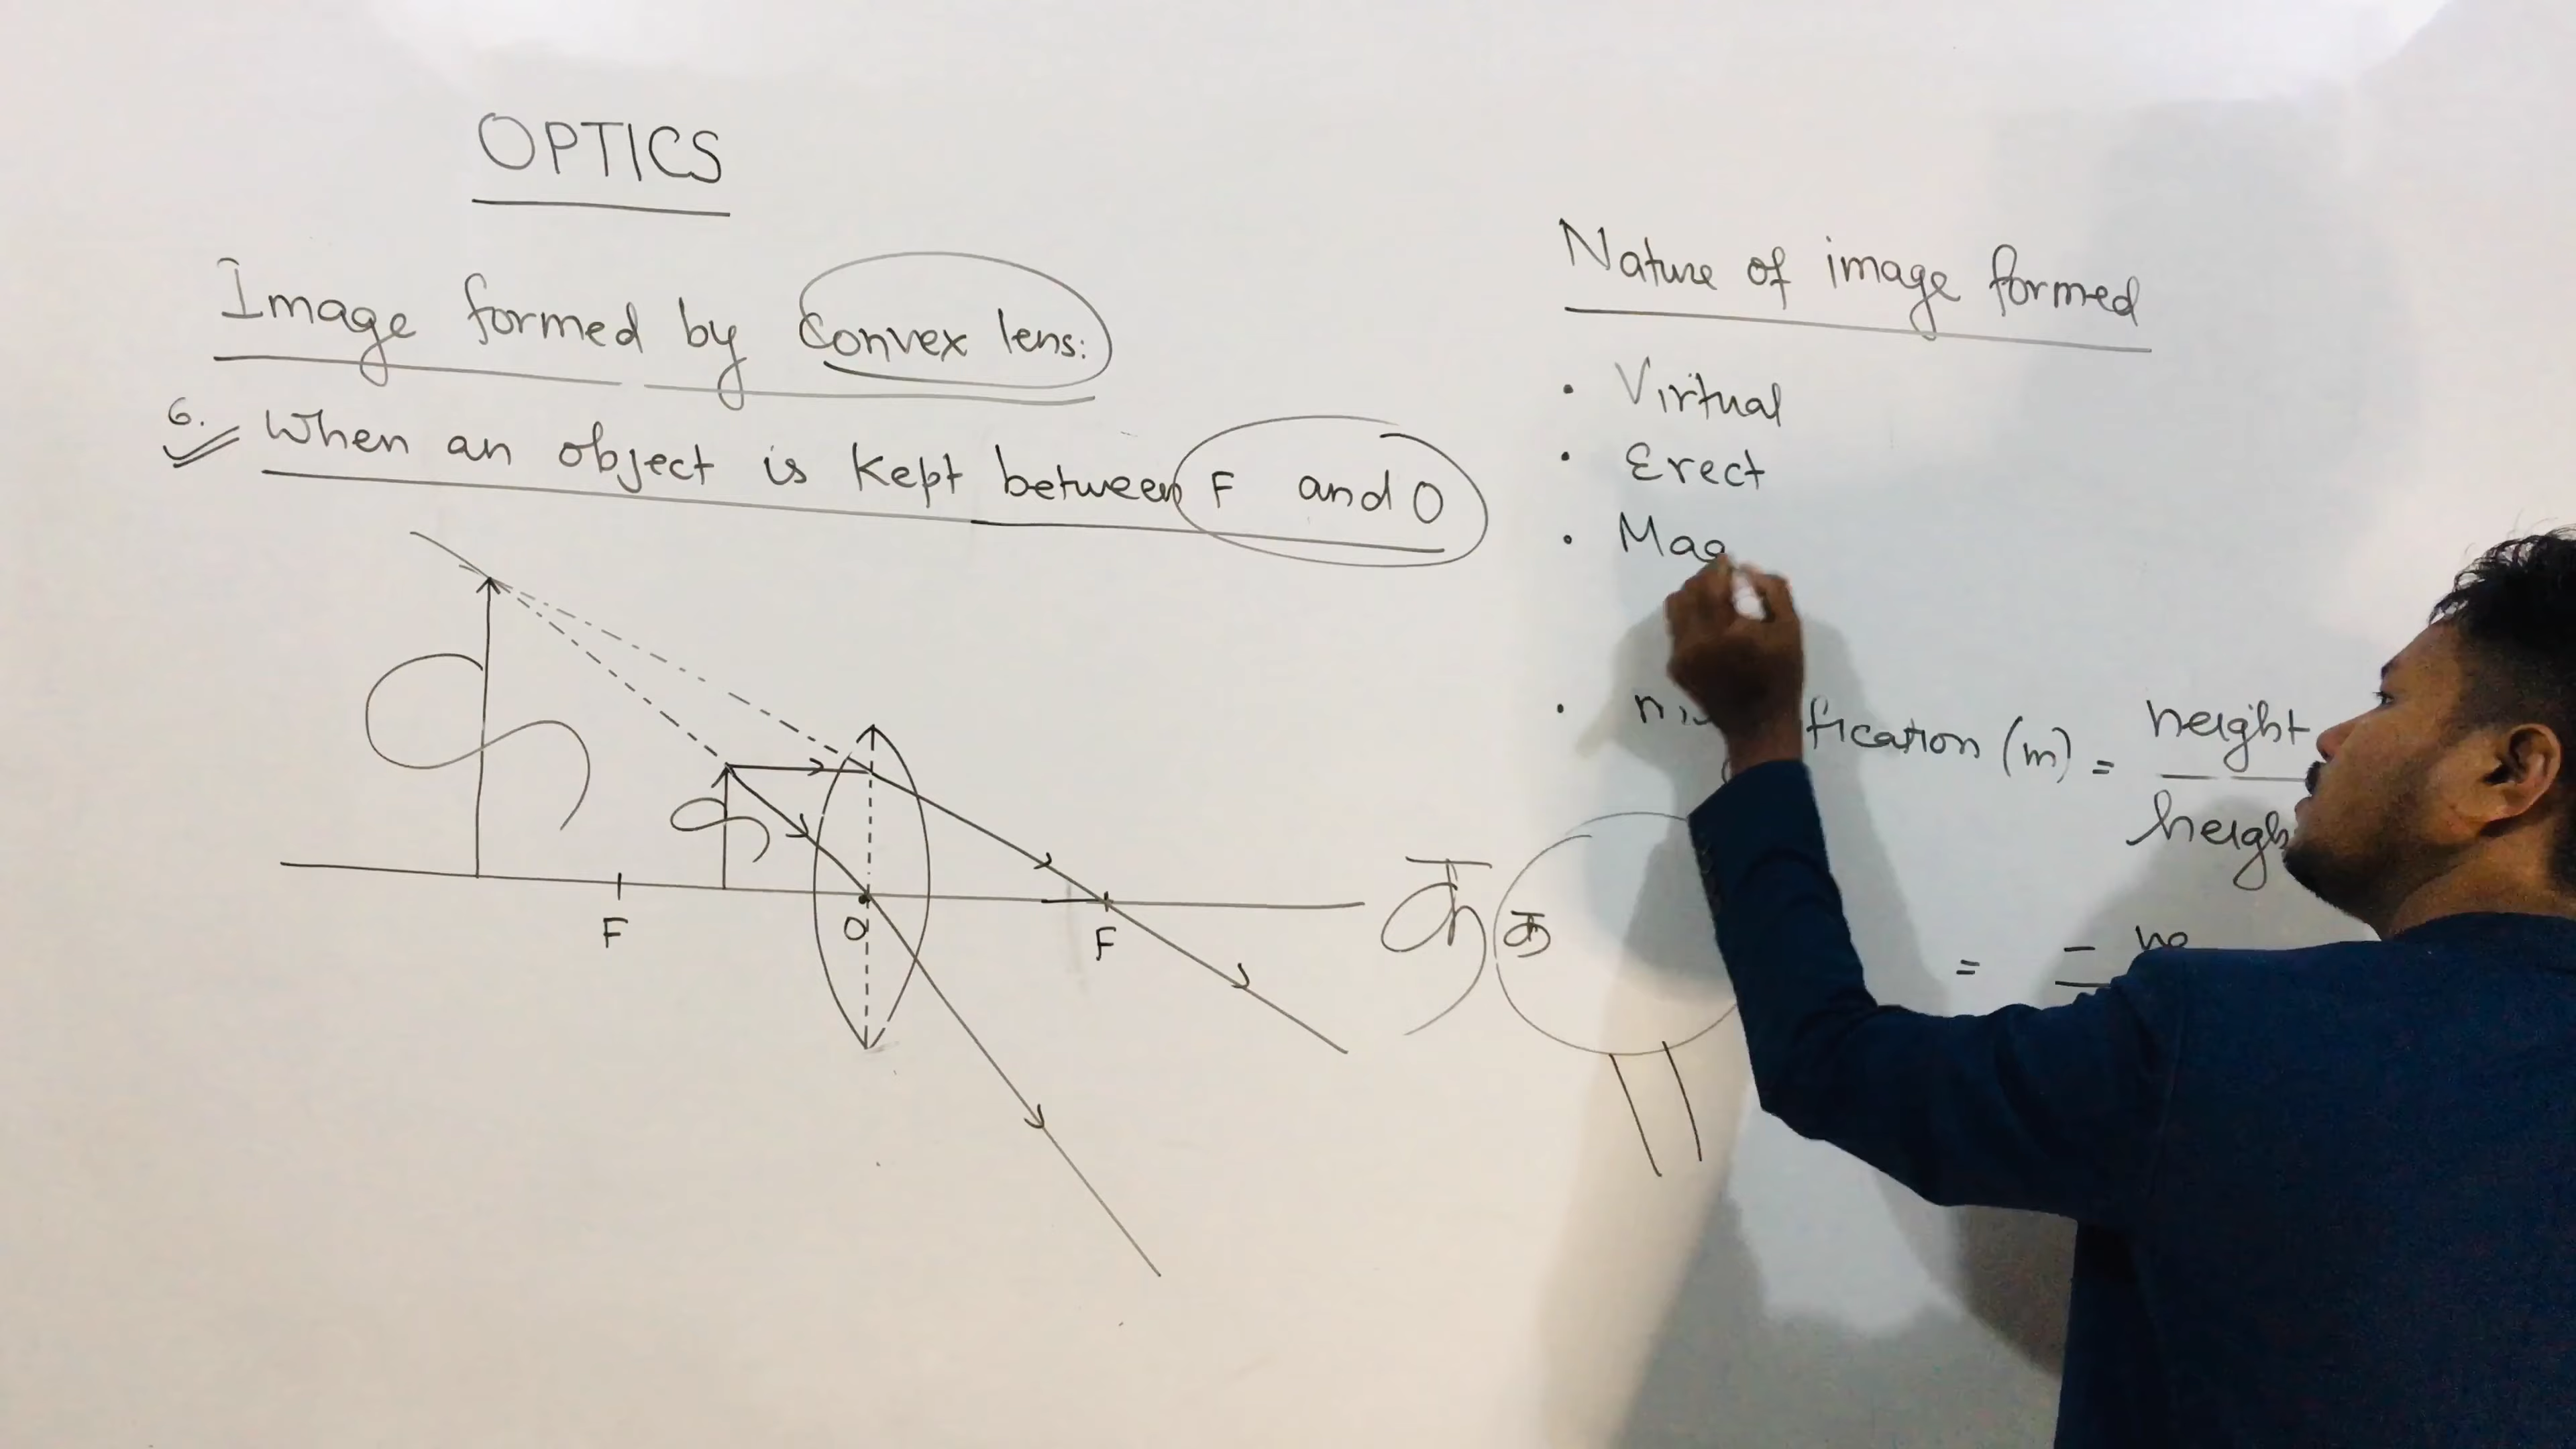 OPTICS
Image formed by Convex lens:
6. When an object is kept between F and O
F
O
F
Nature of image formed
• Virtual
• Erect
• Mag
• fication (m) = height
heigh
=
क
क